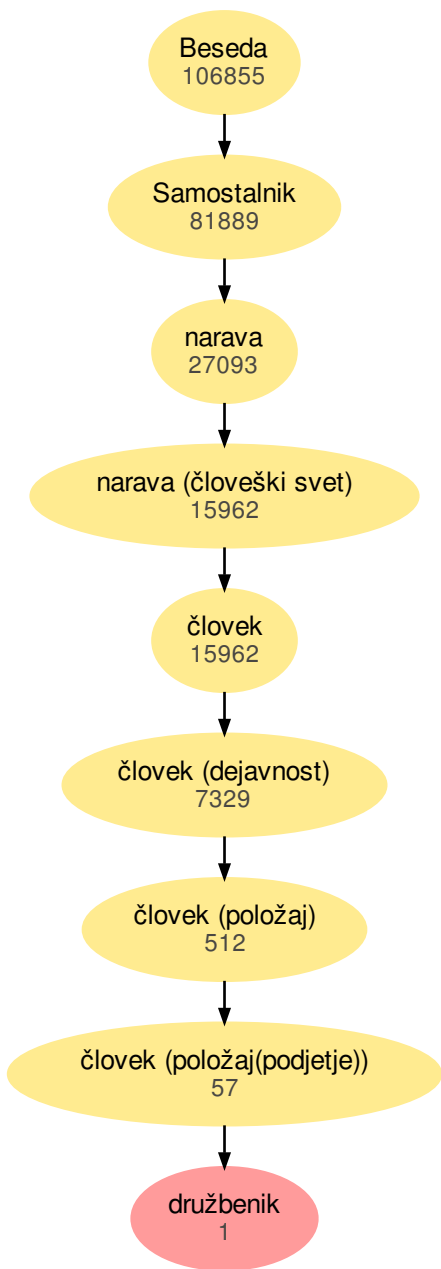 Beseda
106855
Samostalnik
81889
narava
27093
narava (človeški svet)
15962
človek
15962
človek (dejavnost)
7329
človek (položaj)
512
človek (položaj(podjetje))
57
družbenik
1